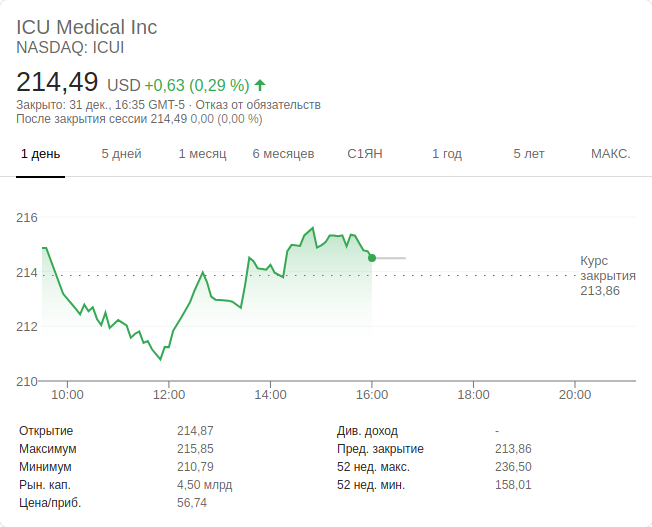 ICU Medical Inc
NASDAQ: ICUI
214,49 USD +0,63 (0,29 %)
Закрыто: 31 дек., 16:35 GMT-5 · Отказ от обязательств
После закрытия сессии 214,49 0,00 (0,00 %)
1 день 5 дней 1 месяц 6 месяцев С1ЯН 1 год 5 лет МАКС.
216
214
212
210
Курс
закрытия
213,86
10:00 12:00 14:00 16:00 18:00 20:00
Открытие 214,87 Див. доход -
Максимум 215,85 Пред. закрытие 213,86
Минимум 210,79 52 нед. макс. 236,50
Рын. кап. 4,50 млрд 52 нед. мин. 158,01
Цена/приб. 56,74